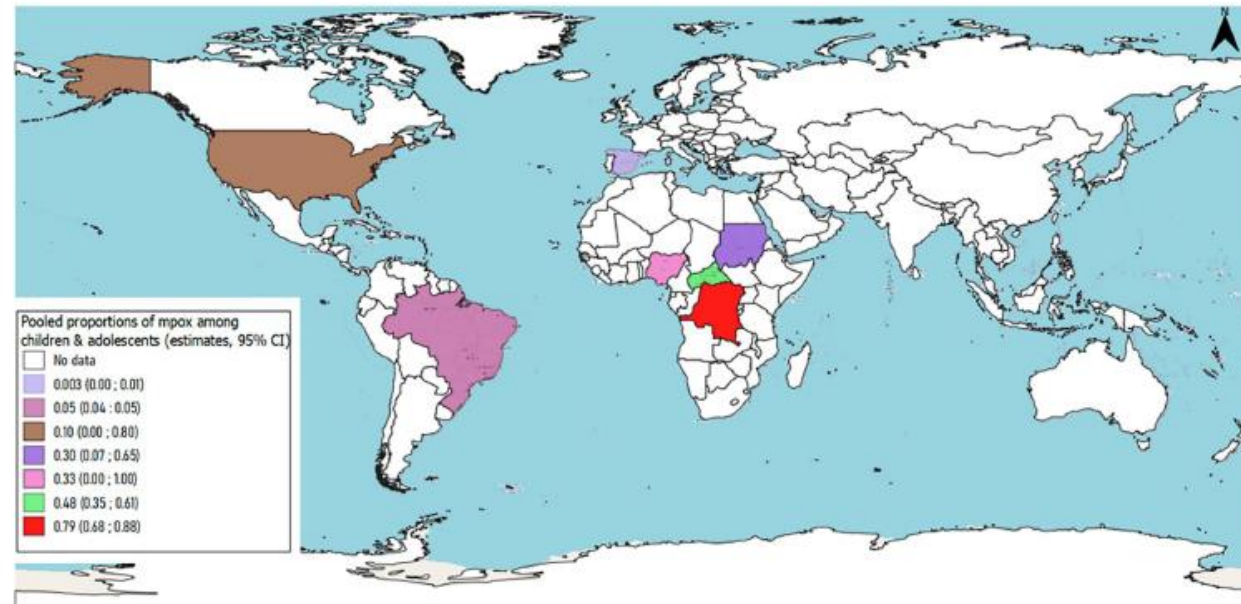 N
Pooled proportions of mpox among
children & adolescents (estimates, 95% CI)
No data
0.003 (0.00 ; 0.01)
0.05 (0.04 : 0.05)
0.10 (0.00 ; 0.80)
0.30 (0.07 ; 0.65)
0.33 (0.00 ; 1.00)
0.48 (0.35 ; 0.61)
0.79 (0.68 ; 0.88)